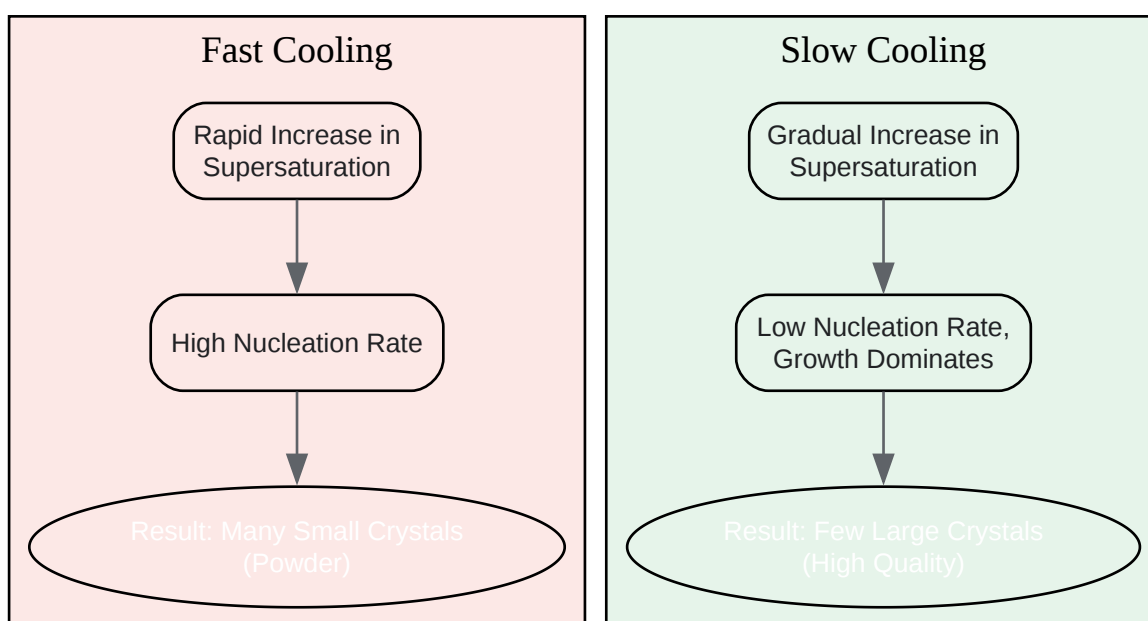 Fast Cooling
Rapid Increase in
Supersaturation
High Nucleation Rate
Result: Many Small Crystals
(Powder)
Slow Cooling
Gradual Increase in
Supersaturation
Low Nucleation Rate,
Growth Dominates
Result: Few Large Crystals
(High Quality)